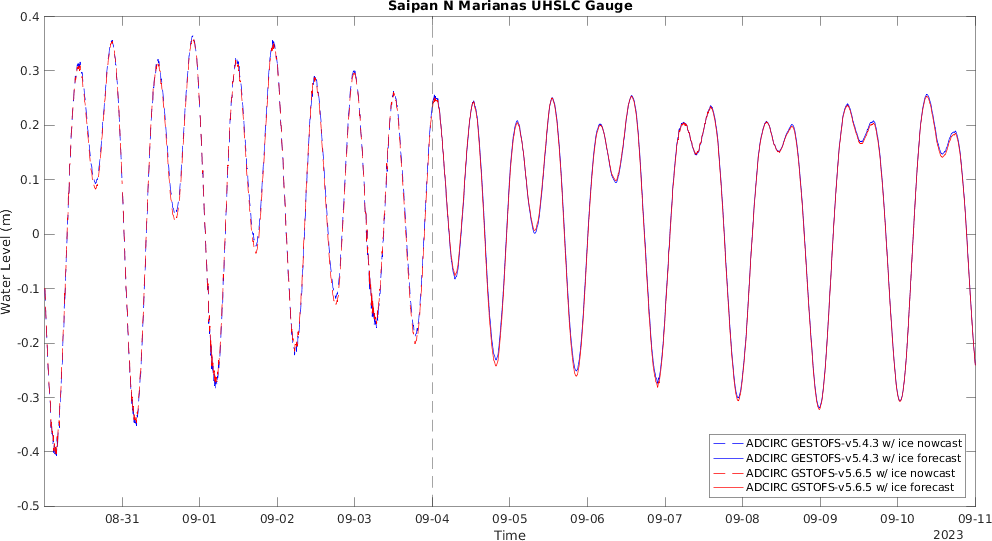 Saipan N Marianas UHSLC Gauge
0.4
0.3
0.2
0.1
0
-0.1
-0.2
-0.3
-0.4
-0.5
Water Level (m)
ADCIRC GESTOFS-v5.4.3 w/ ice nowcast
ADCIRC GESTOFS-v5.4.3 w/ ice forecast
ADCIRC GSTOFS-v5.6.5 w/ ice nowcast
ADCIRC GSTOFS-v5.6.5 w/ ice forecast
08-31 09-01 09-02 09-03 09-04 09-05 09-06 09-07 09-08 09-09 09-10 09-11
Time
2023